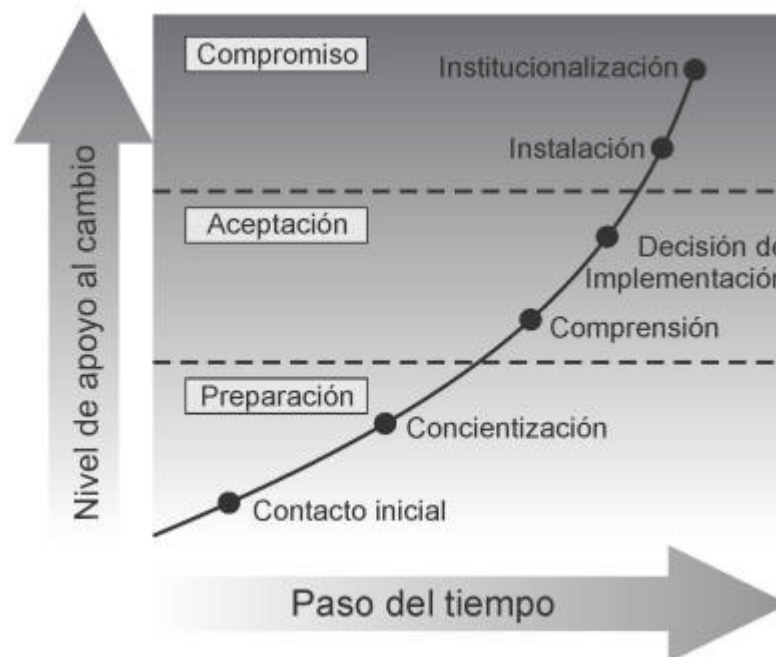 Compromiso
Institucionalización
Instalación
Aceptación
Decisión de
Implementación
Comprensión
Preparación
Concientización
Contacto inicial
Nivel de apoyo al cambio
Paso del tiempo